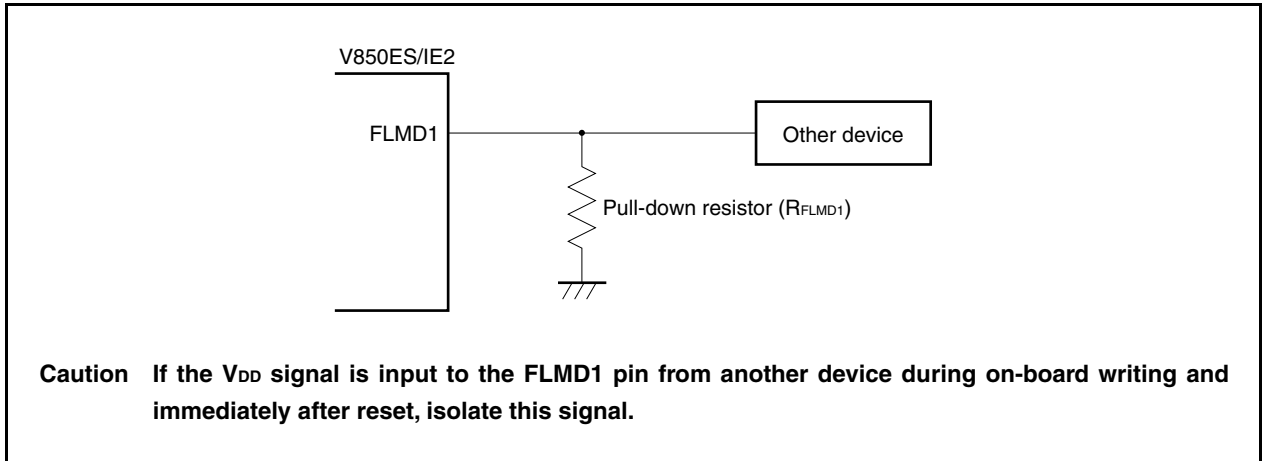 V850ES/IE2
FLMD1
Other device
Pull-down resistor (RFLMD1)
Caution If the VDD signal is input to the FLMD1 pin from another device during on-board writing and
immediately after reset, isolate this signal.